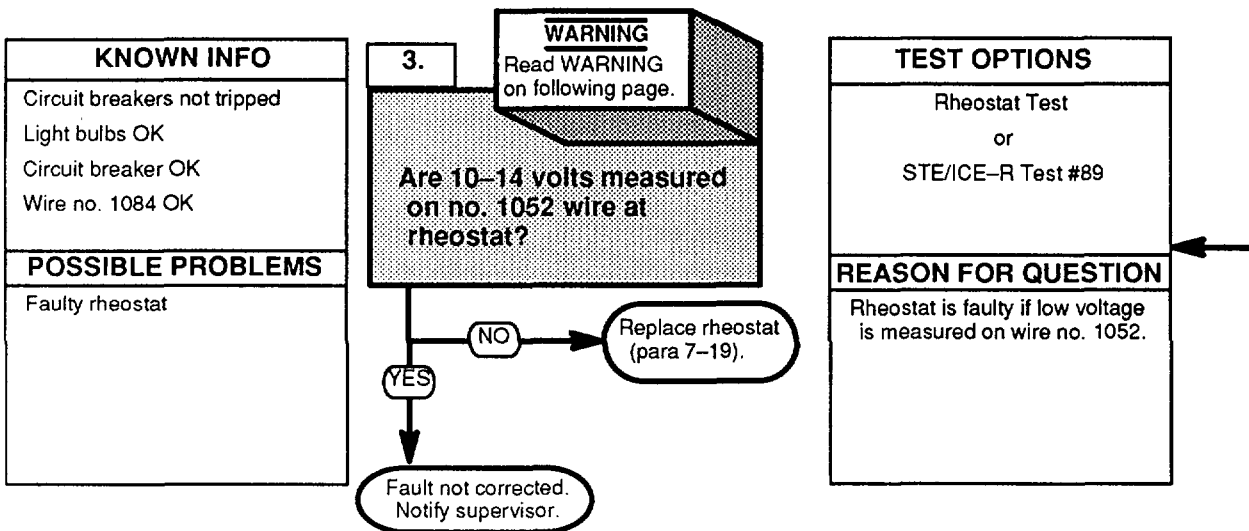 KNOWN INFO
Circuit breakers not tripped
Light bulbs OK
Circuit breaker OK
Wire no. 1084 OK
POSSIBLE PROBLEMS
Faulty rheostat
3.
WARNING
Read WARNING
on following page.
Are 10–14 volts measured
on no. 1052 wire at
rheostat?
NO
Replace rheostat
(para 7–19).
YES
Fault not corrected.
Notify supervisor.
TEST OPTIONS
Rheostat Test
or
STE/ICE–R Test #89
REASON FOR QUESTION
Rheostat is faulty if low voltage
is measured on wire no. 1052.